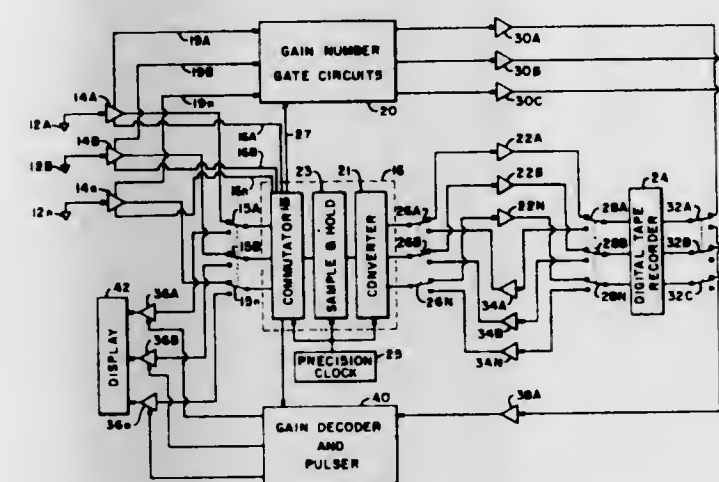 19A
GAIN NUMBER
GATE CIRCUITS
20
30A
30B
30C
19B
19n
14A
12A
14B
12B
14n
12n
27
16A
16B
16n
23
21
16
15A
15B
15n
COMMUTATOR 18
SAMPLE & HOLD
CONVERTER
26A
26B
26N
22A
22B
22N
28A
28B
28N
24
DIGITAL TAPE
RECORDER
32A
32B
32C
34A
34B
34N
PRECISION
CLOCK
25
42
DISPLAY
36A
36B
36n
40
GAIN DECODER
AND
PULSER
38A